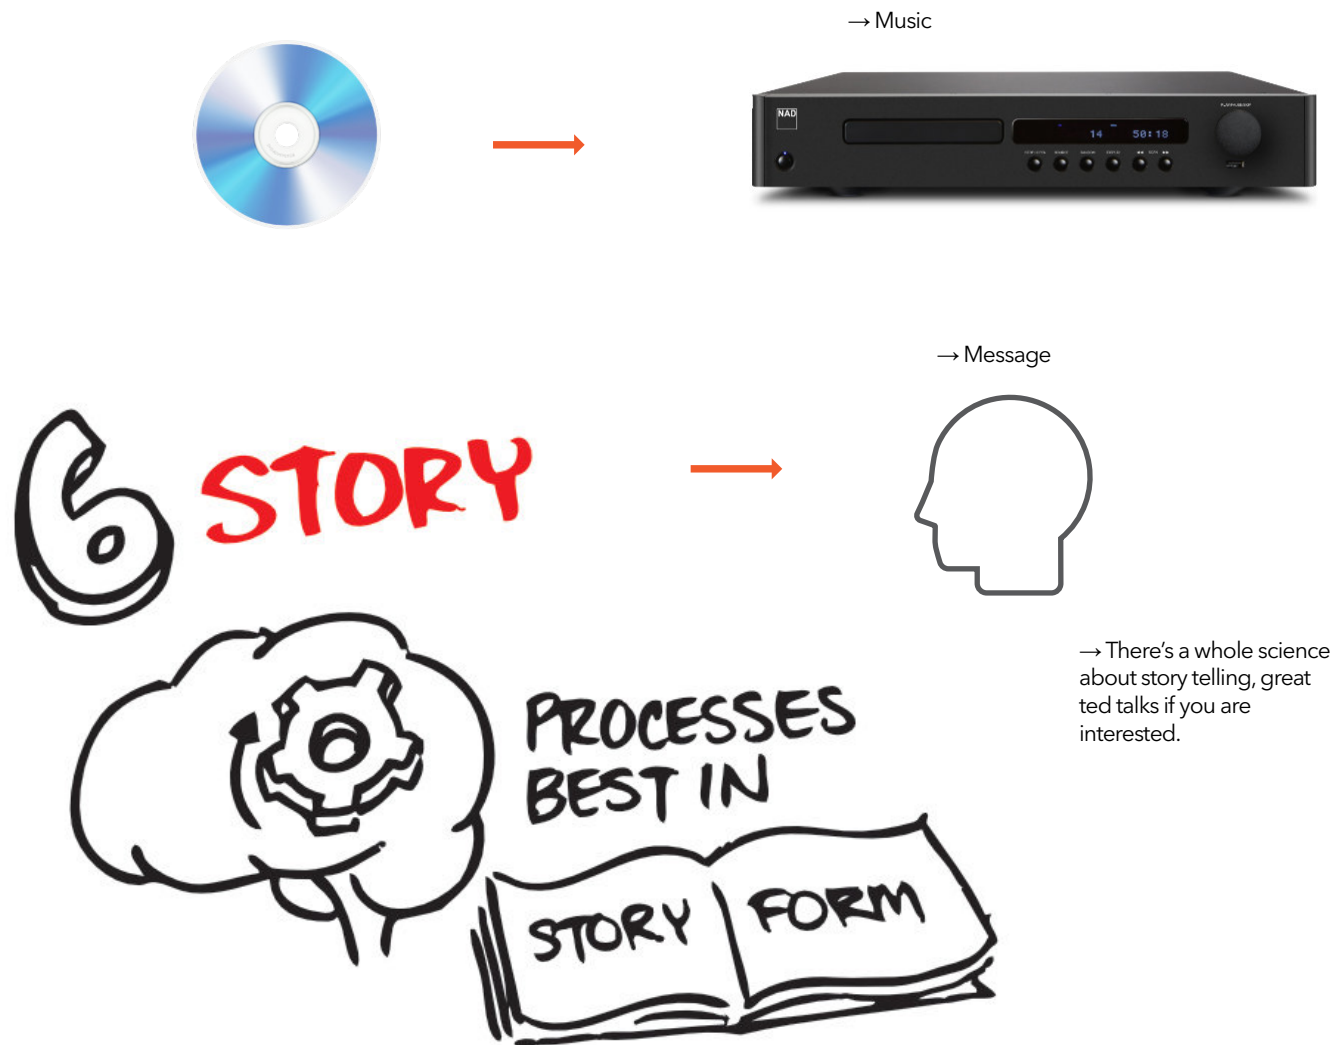 → Music
NAD
14 50:18
→ Message
6 STORY
→ There's a whole science
about story telling, great
ted talks if you are
interested.
PROCESSES
BEST IN
STORY FORM